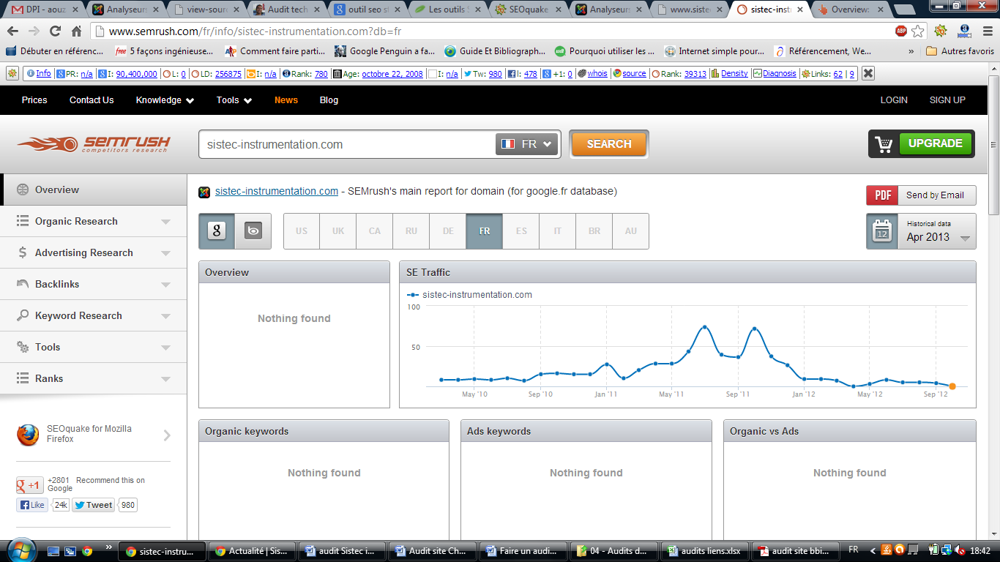 DPI - aouz
Analyseurs
view-sourc
Audit tech
outil seo s
Les outils S
SEOquake
Analyseurs
www.siste
sistec-inst
Overview:
www.semrush.com/fr/info/sistec-instrumentation.com?db=fr
ABP
Débuter en référenc...
free 5 façons ingénieuse...
Comment faire parti...
Google Penguin a fa...
Guide Et Bibliograph...
Pourquoi utiliser les ...
Internet simple pour...
Référencement, We...
»
Autres favoris
Info PR: n/a I: 90,400,000 L: 0 LD: 256875 I: n/a Rank: 780 Age: octobre 22, 2008 I: n/a Tw: 980 I: 478 +1: 0 whois source Rank: 39313 Density Diagnosis Links: 62 | 9
Prices Contact Us Knowledge Tools News Blog LOGIN SIGN UP
SEMRUSH
competitors research
sistec-instrumentation.com FR SEARCH UPGRADE
Overview
Organic Research
Advertising Research
Backlinks
Keyword Research
Tools
Ranks
SEOquake for Mozilla
Firefox
g +1 +2801 Recommend this on
Google
Like 24k Tweet 980
sistec-instrumentation.com - SEMrush's main report for domain (for google.fr database)
PDF Send by Email
g b US UK CA RU DE FR ES IT BR AU
12 Historical data
Apr 2013
Overview
Nothing found
SE Traffic
sistec-instrumentation.com
100
50
May '10 Sep '10 Jan '11 May '11 Sep '11 Jan '12 May '12 Sep '12
Organic keywords
Nothing found
Ads keywords
Nothing found
Organic vs Ads
Nothing found
»
sistec-instru...
Actualité | Sis...
audit Sistec i...
Audit site Ch...
Faire un audi...
04 - Audits d...
audits liens.xlsx
audit site bbi...
FR
18:42